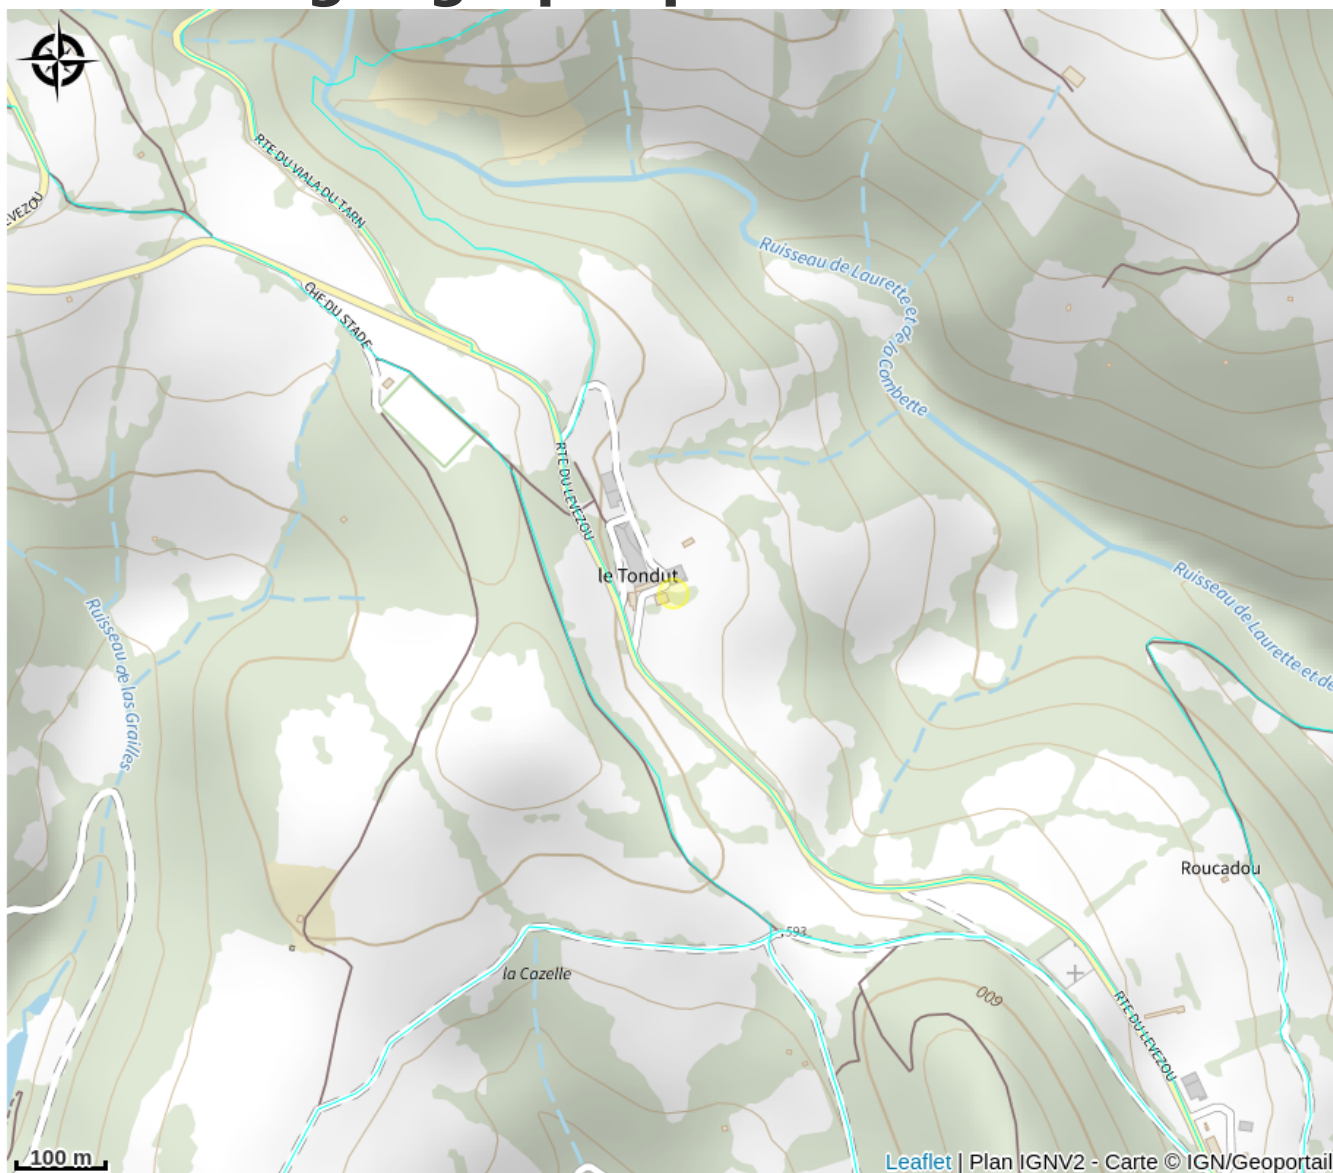 RTE DU VIALA DU TARN
EVEZOU
CHE DU STADE
Ruisseau de Laurette et de la Combette
RTE DU LEVEZOU
le Tondut
Ruisseau de Laurette et de
Ruisseau de las Grailles
Roucadou
593
la Cazelle
600
RTE DU LEVEZOU
100 m
Leaflet | Plan IGNV2 - Carte © IGN/Geoportail